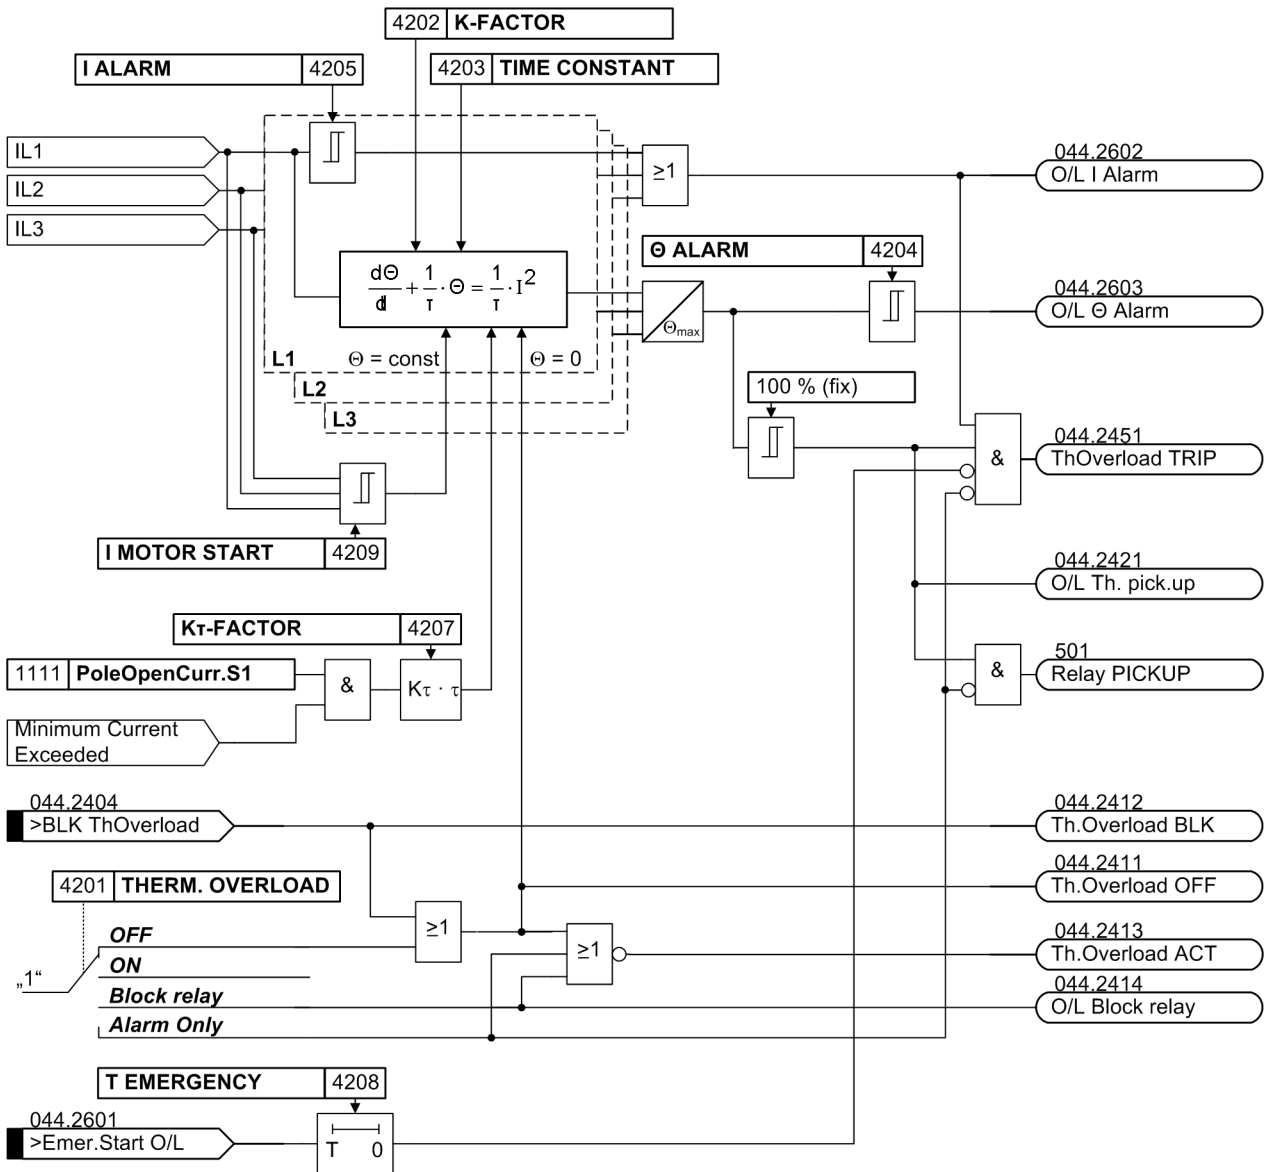 4202 K-FACTOR
I ALARM 4205
4203 TIME CONSTANT
IL1
IL2
IL3
≥1
044.2602
O/L I Alarm
Θ ALARM 4204
dΘ/d + 1/τ · Θ = 1/τ · I²
Θmax
044.2603
O/L Θ Alarm
L1 Θ = const Θ = 0
L2
L3
100 % (fix)
&
044.2451
ThOverload TRIP
I MOTOR START 4209
044.2421
O/L Th. pick.up
Kτ-FACTOR 4207
1111 PoleOpenCurr.S1
&
Kτ · τ
&
501
Relay PICKUP
Minimum Current
Exceeded
044.2404
>BLK ThOverload
044.2412
Th.Overload BLK
4201 THERM. OVERLOAD
044.2411
Th.Overload OFF
„1“
OFF
ON
Block relay
Alarm Only
≥1
≥1
044.2413
Th.Overload ACT
044.2414
O/L Block relay
T EMERGENCY 4208
044.2601
>Emer.Start O/L
T 0